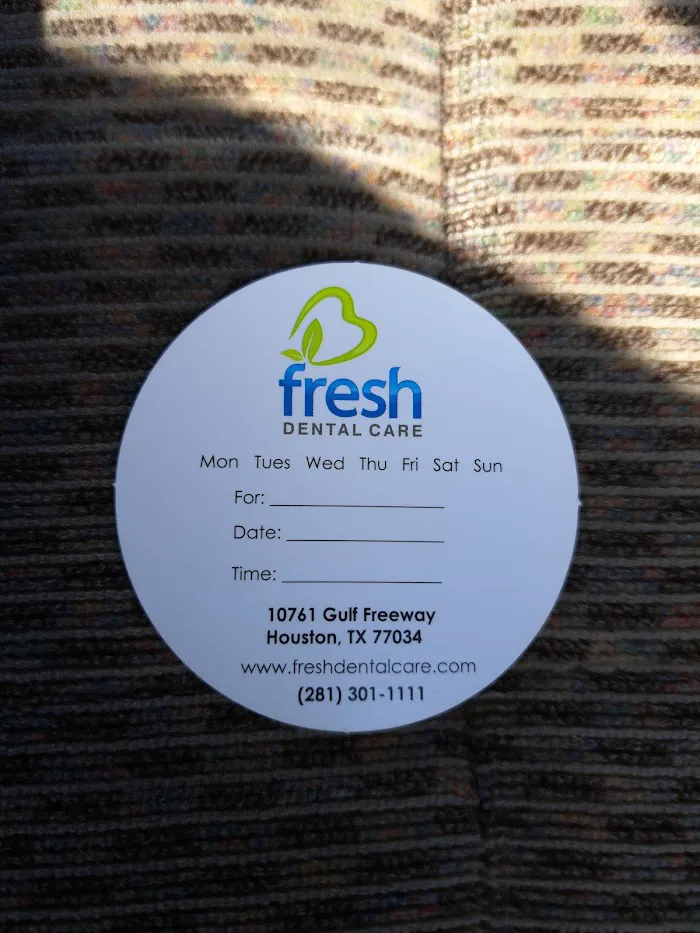 fresh
DENTAL CARE
Mon Tues Wed Thu Fri Sat Sun
For:
Date:
Time:
10761 Gulf Freeway
Houston, TX 77034
www.freshdentalcare.com
(281) 301-1111